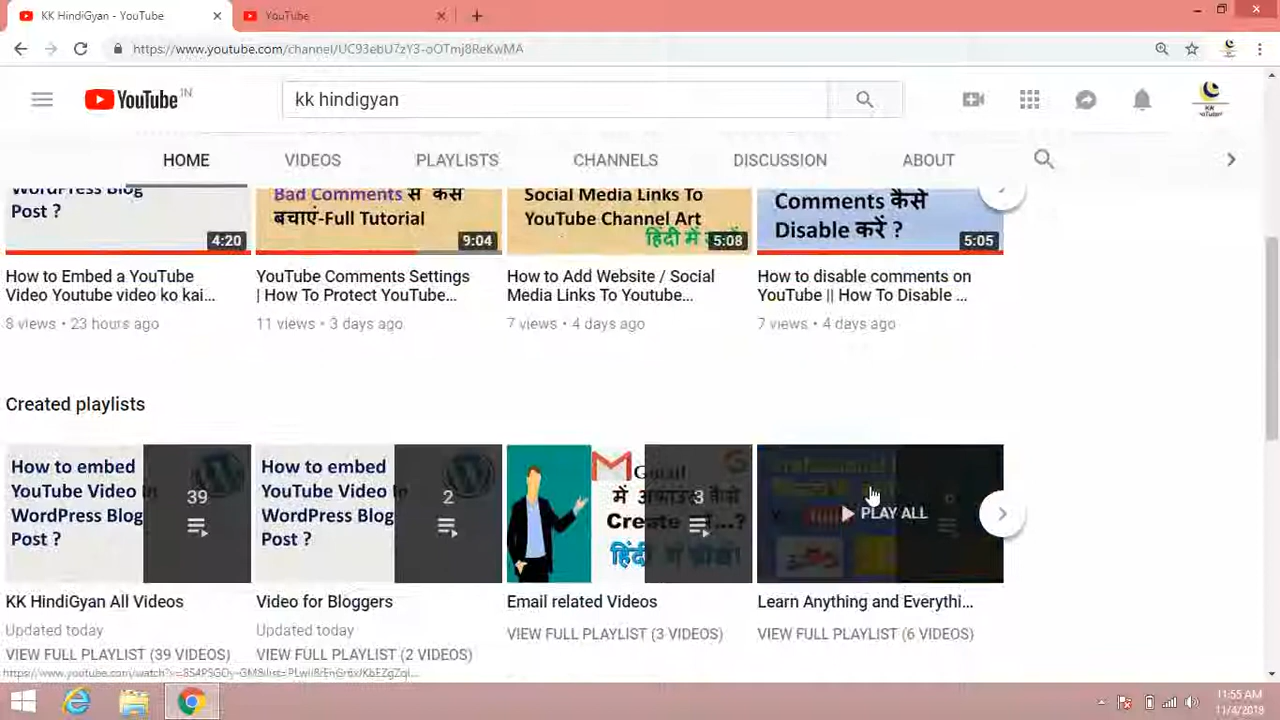 KK HindiGyan - YouTube
YouTube
https://www.youtube.com/channel/UC93ebU7zY3-oOTmj8ReKwMA
YouTube IN
kk hindigyan
HOME VIDEOS PLAYLISTS CHANNELS DISCUSSION ABOUT
WordPress Blog
Post ?
4:20
Bad Comments से कैसे
बचाएं-Full Tutorial
9:04
Social Media Links To
YouTube Channel Art
हिंदी में
5:08
Comments कैसे
Disable करें ?
5:05
How to Embed a YouTube
Video Youtube video ko kai...
8 views • 23 hours ago
YouTube Comments Settings
| How To Protect YouTube...
11 views • 3 days ago
How to Add Website / Social
Media Links To Youtube...
7 views • 4 days ago
How to disable comments on
YouTube || How To Disable ...
7 views • 4 days ago
Created playlists
How to embed
YouTube Video In
WordPress Blog
Post ?
39
How to embed
YouTube Video In
WordPress Blog
Post ?
2
Gmail
में अकाउंट कैसे
Create करें...?
हिंदी में सीखें!
3
PLAY ALL
KK HindiGyan All Videos
Updated today
VIEW FULL PLAYLIST (39 VIDEOS)
Video for Bloggers
Updated today
VIEW FULL PLAYLIST (2 VIDEOS)
Email related Videos
VIEW FULL PLAYLIST (3 VIDEOS)
Learn Anything and Everythi...
VIEW FULL PLAYLIST (6 VIDEOS)
11:55 AM
11/4/2018